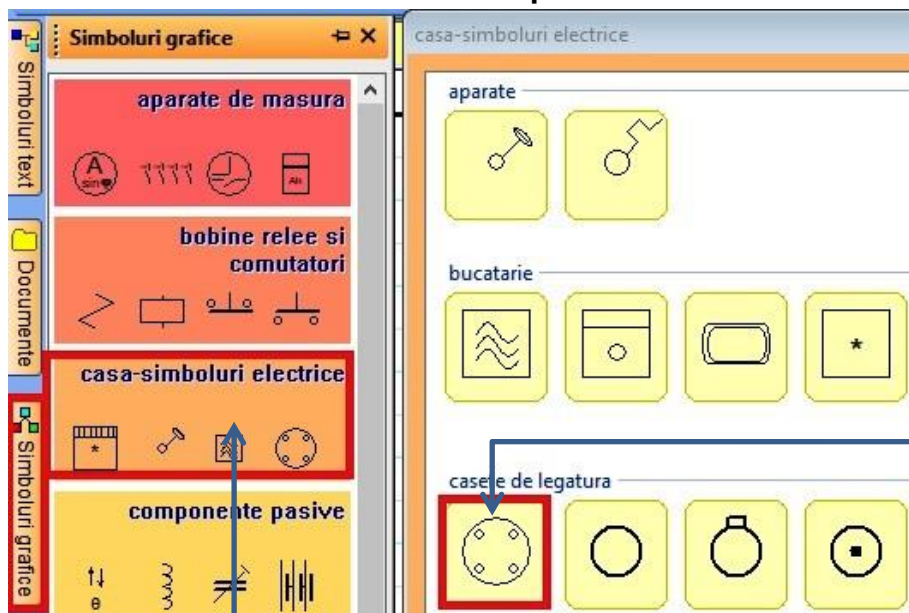 Simboluri text
Documente
Simboluri grafice
Simboluri grafice
aparate de masura
A
sin
Ah
bobine relee si
comutatori
casa-simboluri electrice
*
componente pasive
θ
casa-simboluri electrice
aparate
bucatarie
*
casete de legatura